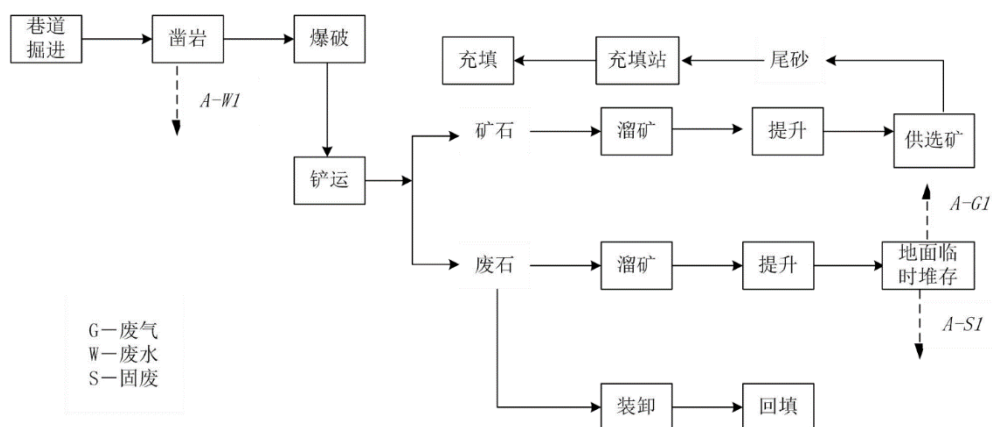 巷道
掘进
凿岩
爆破
充填
充填站
尾砂
A-W1
矿石
溜矿
提升
供选矿
铲运
A-G1
废石
溜矿
提升
地面临
时堆存
A-S1
G—废气
W—废水
S—固废
装卸
回填